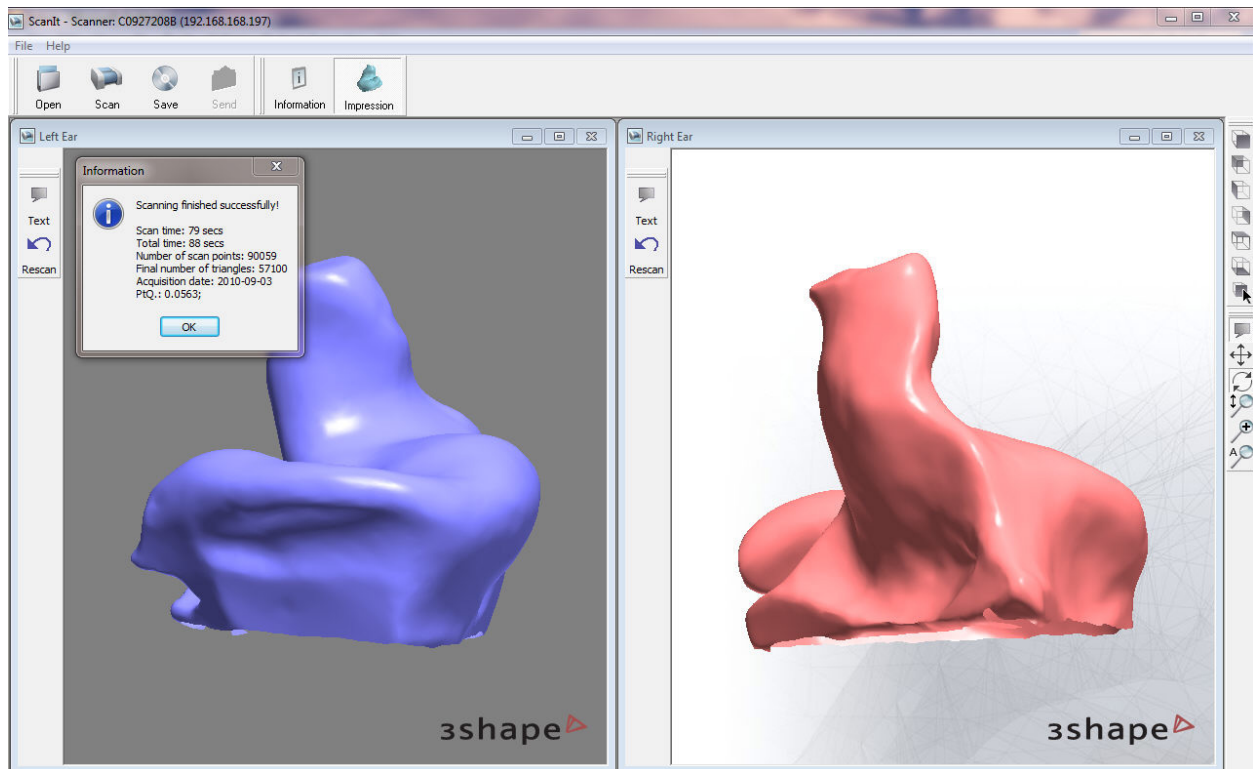 ScanIt - Scanner: C0927208B (192.168.168.197)
File Help
Open Scan Save Send Information Impression
Left Ear
Text
Rescan
Information
Scanning finished successfully!
Scan time: 79 secs
Total time: 88 secs
Number of scan points: 90059
Final number of triangles: 57100
Acquisition date: 2010-09-03
PtQ.: 0.0563;
OK
3shape
Right Ear
Text
Rescan
3shape
A